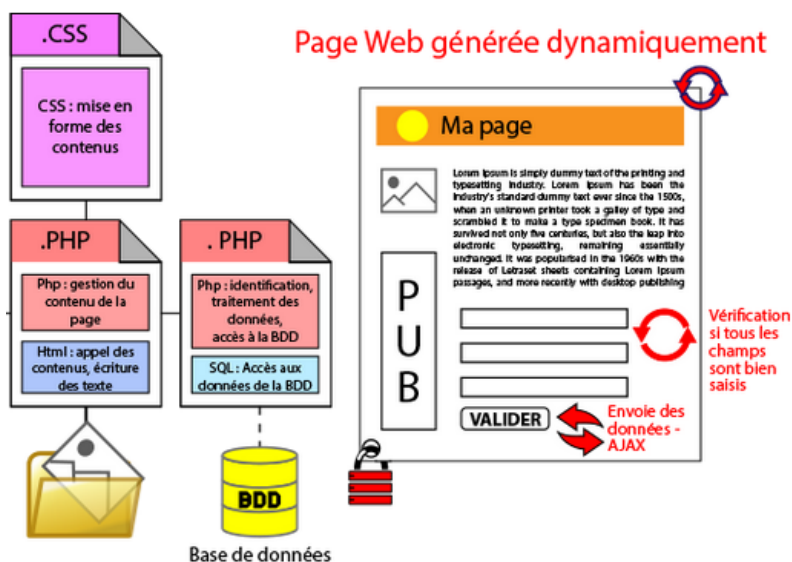 .CSS
CSS : mise en
forme des
contenus
.PHP
Php : gestion du
contenu de la
page
Html : appel des
contenus, écriture
des texte
. PHP
Php : identification,
traitement des
données,
accès à la BDD
SQL : Accès aux
données de la BDD
BDD
Base de données
Page Web générée dynamiquement
Ma page
Lorem Ipsum is simply dummy text of the printing and
typesetting industry. Lorem Ipsum has been the
industry's standard dummy text ever since the 1500s,
when an unknown printer took a galley of type and
scrambled it to make a type specimen book. It has
survived not only five centuries, but also the leap into
electronic typesetting, remaining essentially
unchanged. It was popularised in the 1960s with the
release of Letraset sheets containing Lorem Ipsum
passages, and more recently with desktop publishing
P
U
B
Vérification
si tous les
champs
sont bien
saisis
VALIDER
Envoie des
données -
AJAX